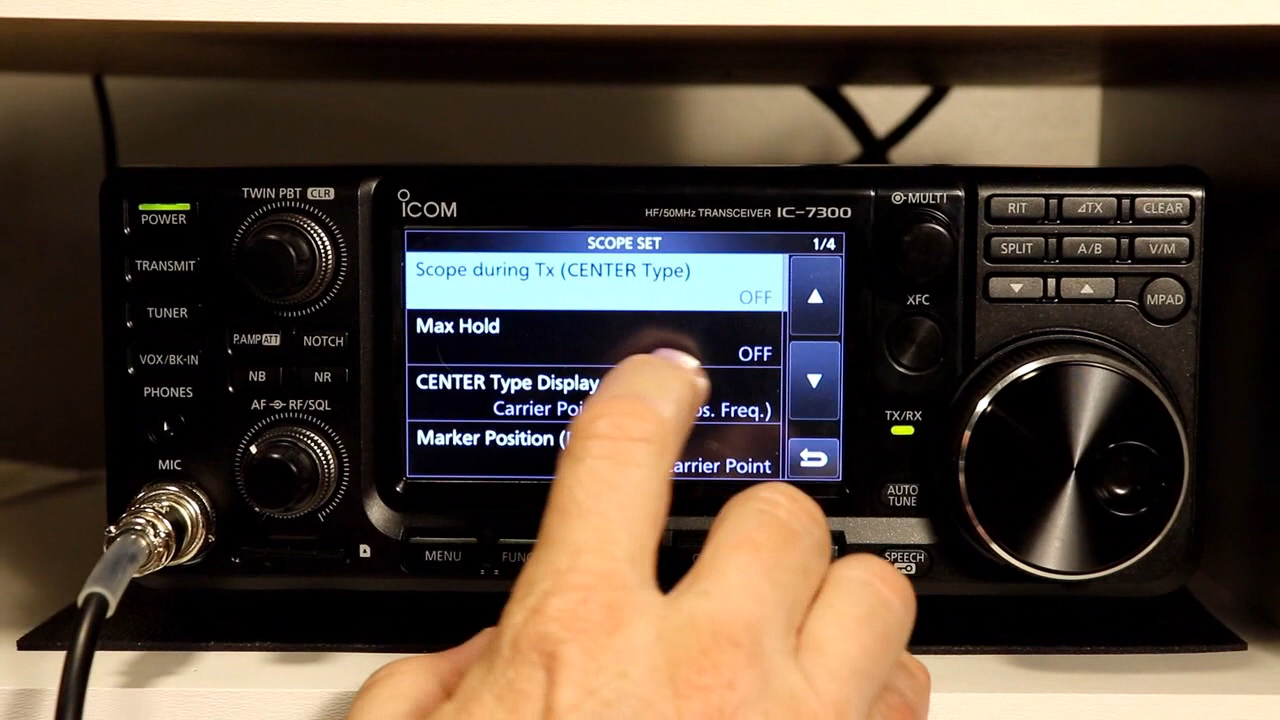 POWER
TRANSMIT
TUNER
VOX/BK-IN
PHONES
MIC
TWIN PBT CLR
P.AMP ATT NOTCH
NB NR
AF RF/SQL
ICOM
HF/50MHz TRANSCEIVER IC-7300
SCOPE SET 1/4
Scope during Tx (CENTER Type)
OFF
Max Hold
OFF
CENTER Type Display
Carrier Freq.)
Marker Position
Carrier Point
MENU
MULTI
XFC
TX/RX
AUTO
TUNE
SPEECH
RIT ⊿TX CLEAR
SPLIT A/B V/M
▼ ▲ MPAD